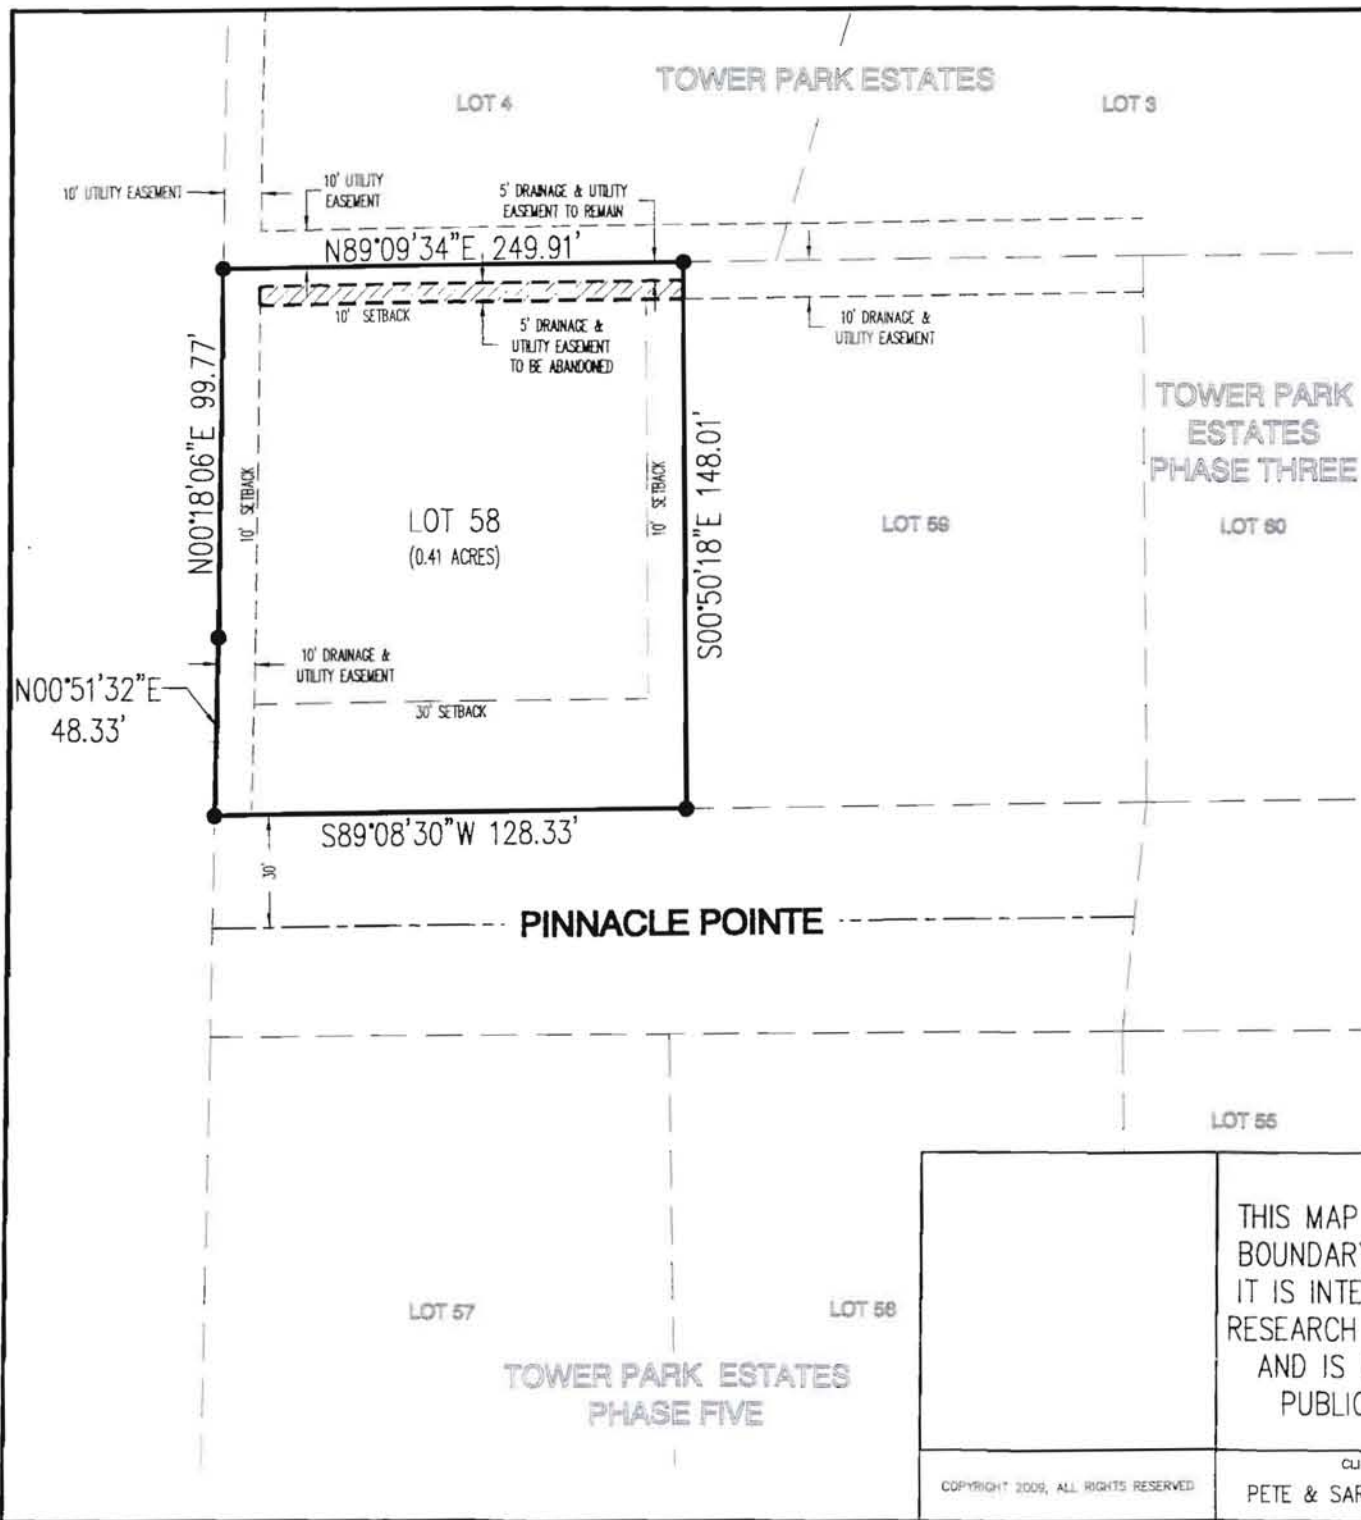 TOWER PARK ESTATES
LOT 4
LOT 3
10' UTILITY EASEMENT
10' UTILITY
EASEMENT
5' DRAINAGE & UTILITY
EASEMENT TO REMAIN
N89°09'34"E 249.91'
10' SETBACK
5' DRAINAGE &
UTILITY EASEMENT
TO BE ABANDONED
10' DRAINAGE &
UTILITY EASEMENT
N00°18'06"E 99.77'
10' SETBACK
LOT 58
(0.41 ACRES)
10' SETBACK
S00°50'18"E 148.01'
TOWER PARK
ESTATES
PHASE THREE
LOT 59
LOT 60
10' DRAINAGE &
UTILITY EASEMENT
N00°51'32"E
48.33'
30' SETBACK
S89°08'30"W 128.33'
30'
PINNACLE POINTE
LOT 55
LOT 57
LOT 56
TOWER PARK ESTATES
PHASE FIVE
THIS MAP
BOUNDARY
IT IS INTE
RESEARCH
AND IS
PUBLIC
COPYRIGHT 2009, ALL RIGHTS RESERVED
CLI
PETE & SAR